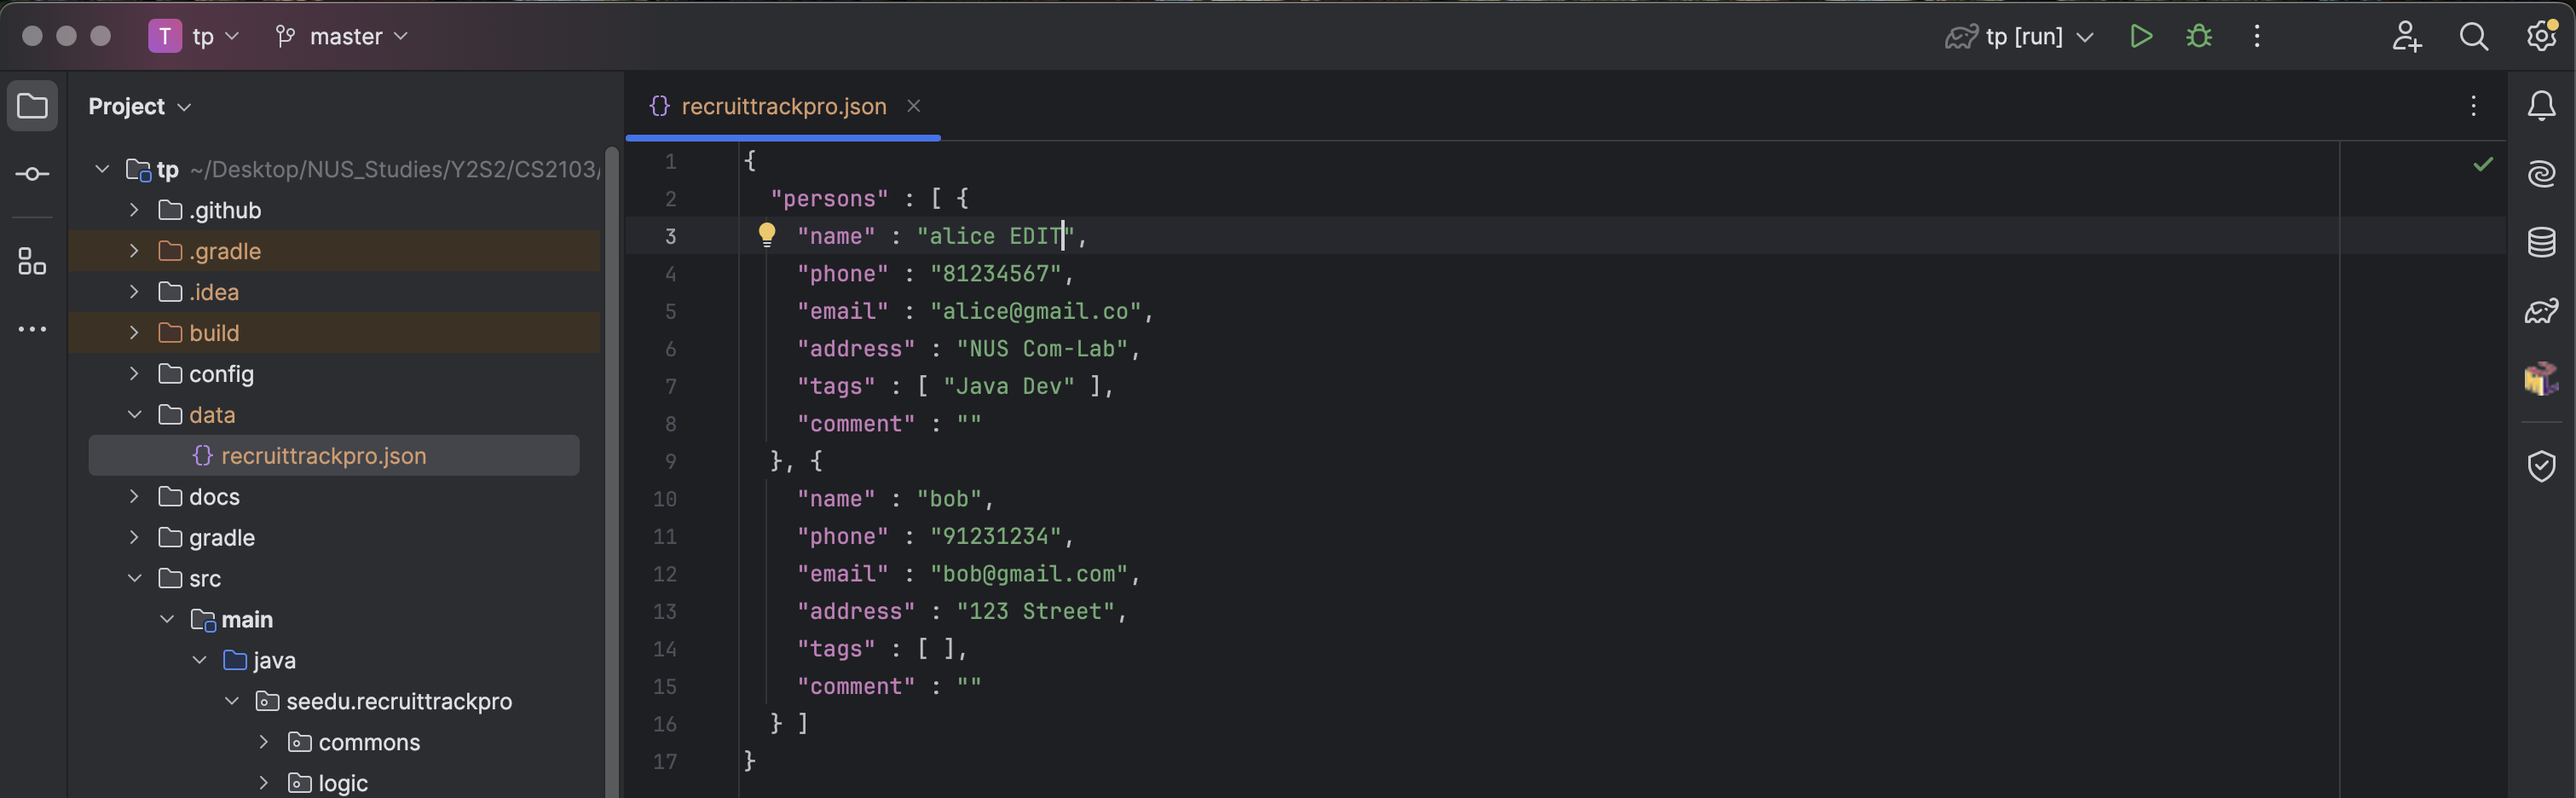 T tp master tp [run]
Project
recruittrackpro.json
tp ~/Desktop/NUS_Studies/Y2S2/CS2103/
.github
.gradle
.idea
build
config
data
recruittrackpro.json
docs
gradle
src
main
java
seedu.recruittrackpro
commons
logic
1 {
2 "persons" : [ {
3 "name" : "alice EDIT",
4 "phone" : "81234567",
5 "email" : "alice@gmail.co",
6 "address" : "NUS Com-Lab",
7 "tags" : [ "Java Dev" ],
8 "comment" : ""
9 }, {
10 "name" : "bob",
11 "phone" : "91231234",
12 "email" : "bob@gmail.com",
13 "address" : "123 Street",
14 "tags" : [ ],
15 "comment" : ""
16 } ]
17 }